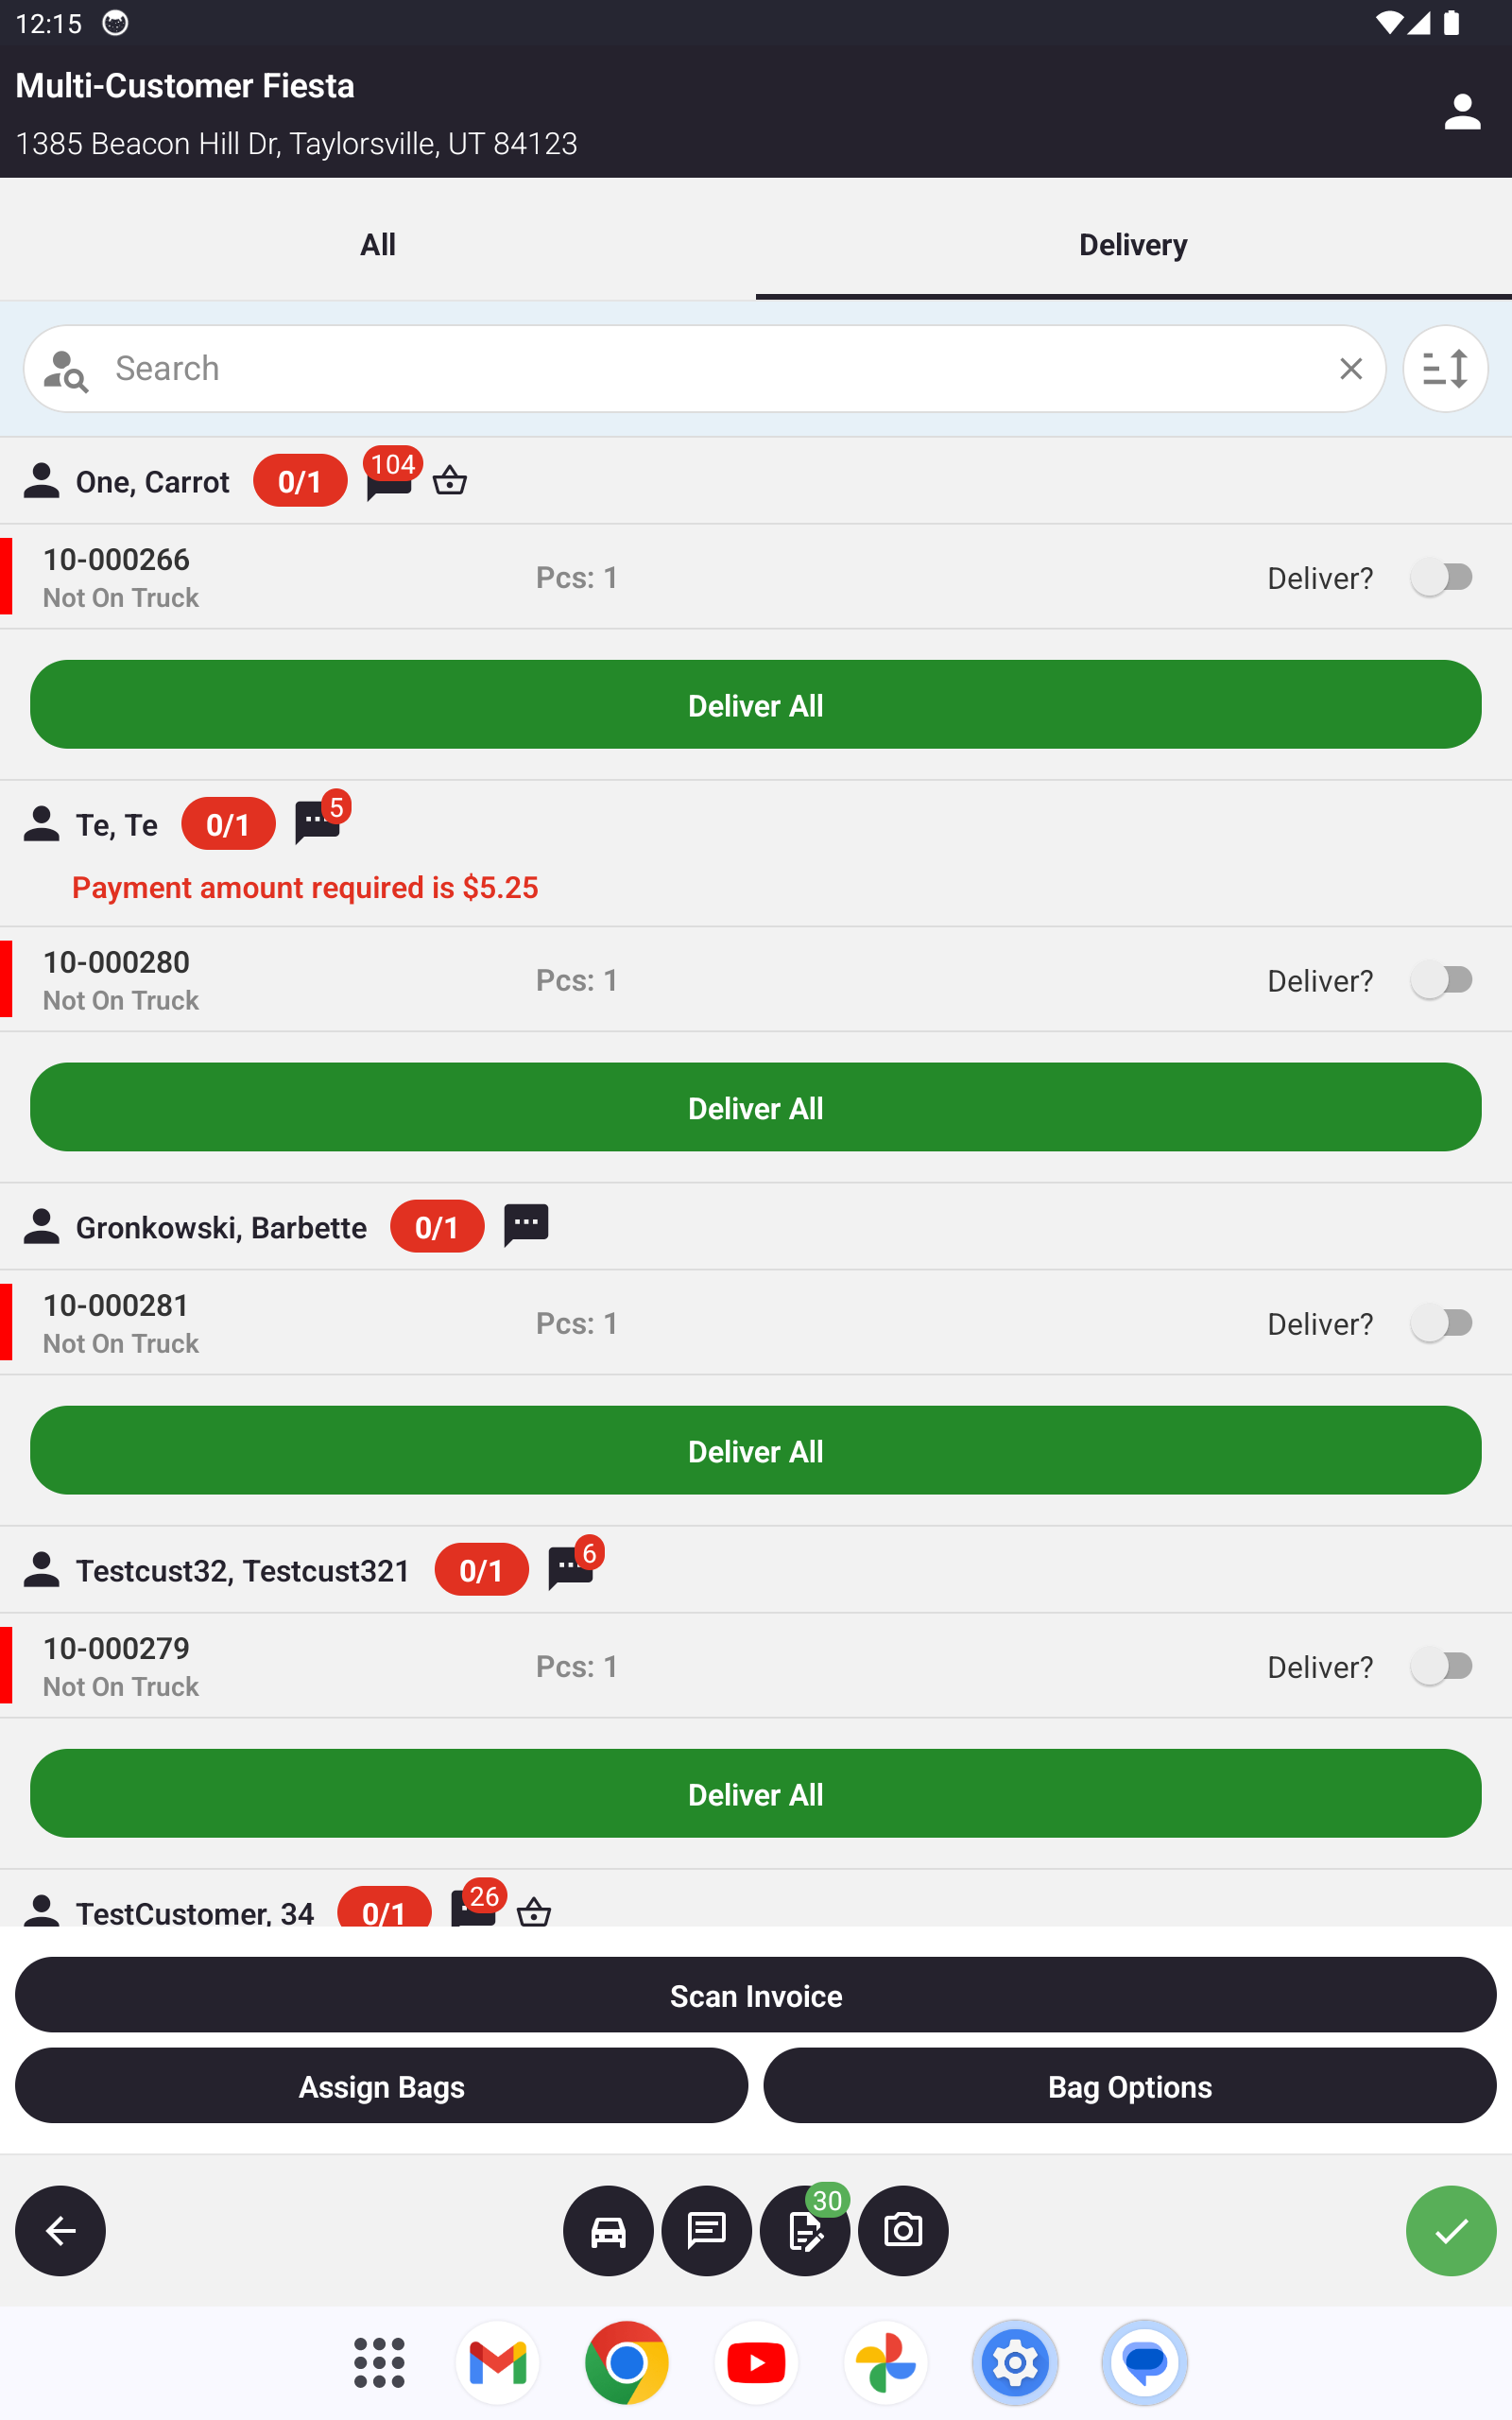 12:15
Multi-Customer Fiesta
1385 Beacon Hill Dr, Taylorsville, UT 84123
All
Delivery
Search
One, Carrot 0/1 104
10-000266
Not On Truck
Pcs: 1
Deliver?
Deliver All
Te, Te 0/1 5
Payment amount required is $5.25
10-000280
Not On Truck
Pcs: 1
Deliver?
Deliver All
Gronkowski, Barbette 0/1
10-000281
Not On Truck
Pcs: 1
Deliver?
Deliver All
Testcust32, Testcust321 0/1 6
10-000279
Not On Truck
Pcs: 1
Deliver?
Deliver All
TestCustomer, 34 0/1 26
Scan Invoice
Assign Bags
Bag Options
30